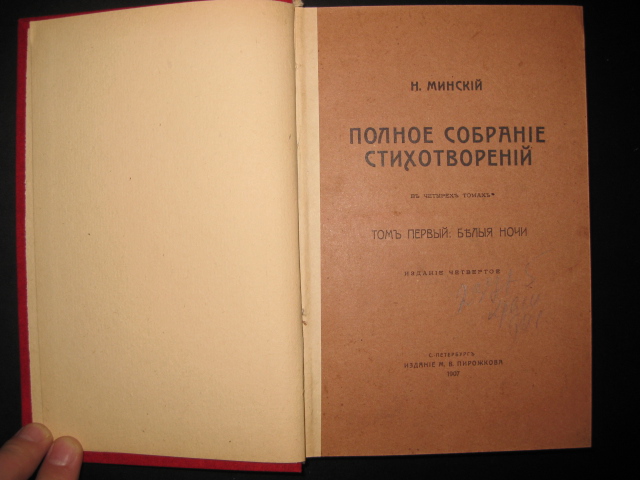 Н. МИНСКІЙ
ПОЛНОЕ СОБРАНІЕ
СТИХОТВОРЕНІЙ
ВЪ ЧЕТЫРЕХЪ ТОМАХЪ
ТОМЪ ПЕРВЫЙ: БѢЛЫЯ НОЧИ
ИЗДАНІЕ ЧЕТВЕРТОЕ
С. ПЕТЕРБУРГЪ
ИЗДАНІЕ М. В. ПИРОЖКОВА
1907